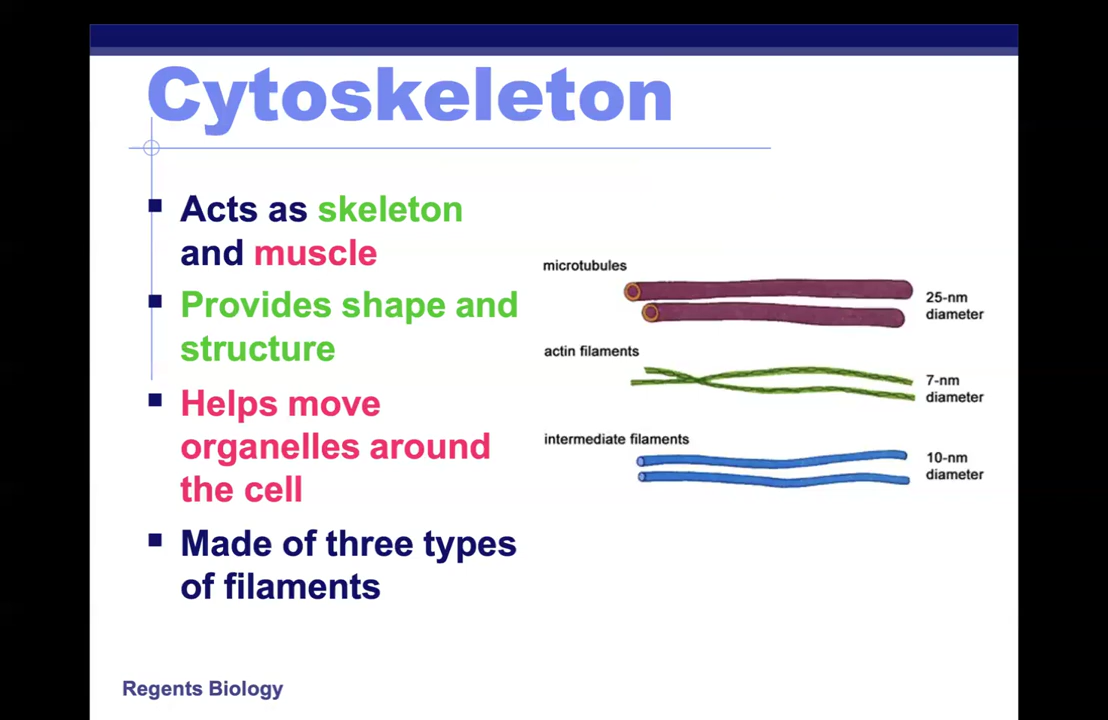 Cytoskeleton
Acts as skeleton
and muscle
Provides shape and
structure
Helps move
organelles around
the cell
Made of three types
of filaments
microtubules
25-nm
diameter
actin filaments
7-nm
diameter
intermediate filaments
10-nm
diameter
Regents Biology